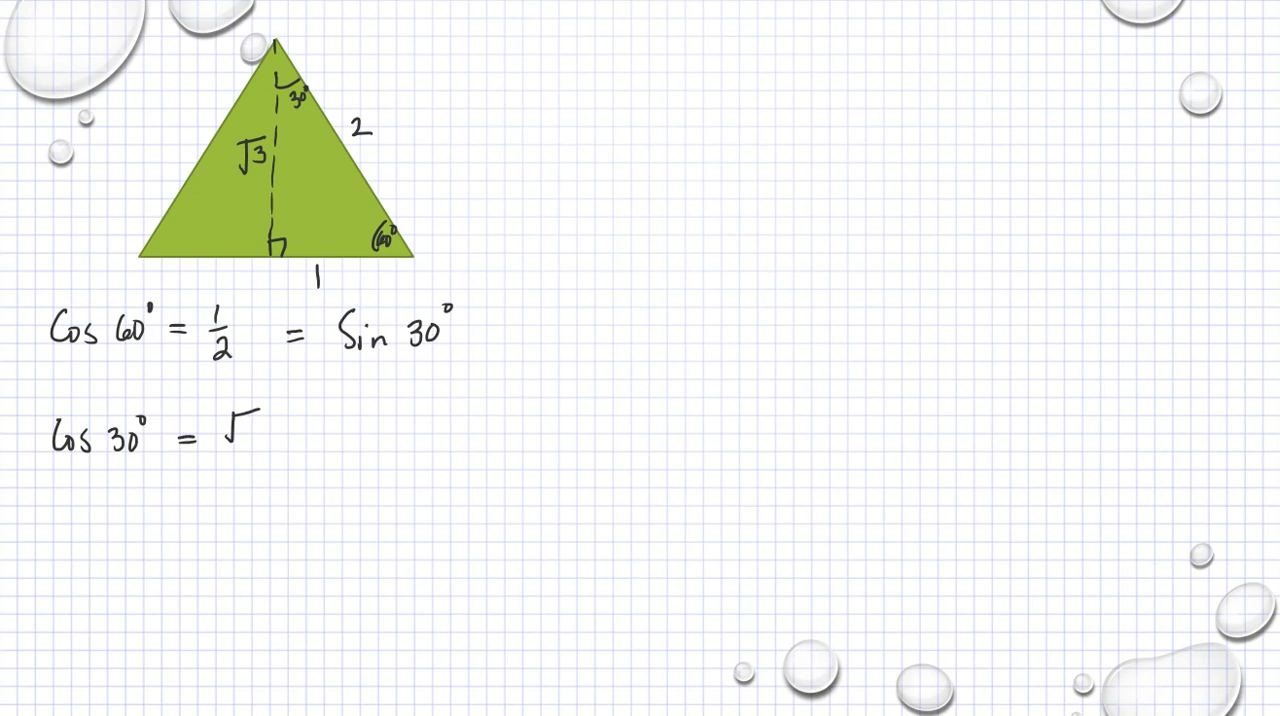 30°
2
√3
60°
1
Cos 60° = 1/2 = Sin 30°
Cos 30° = √